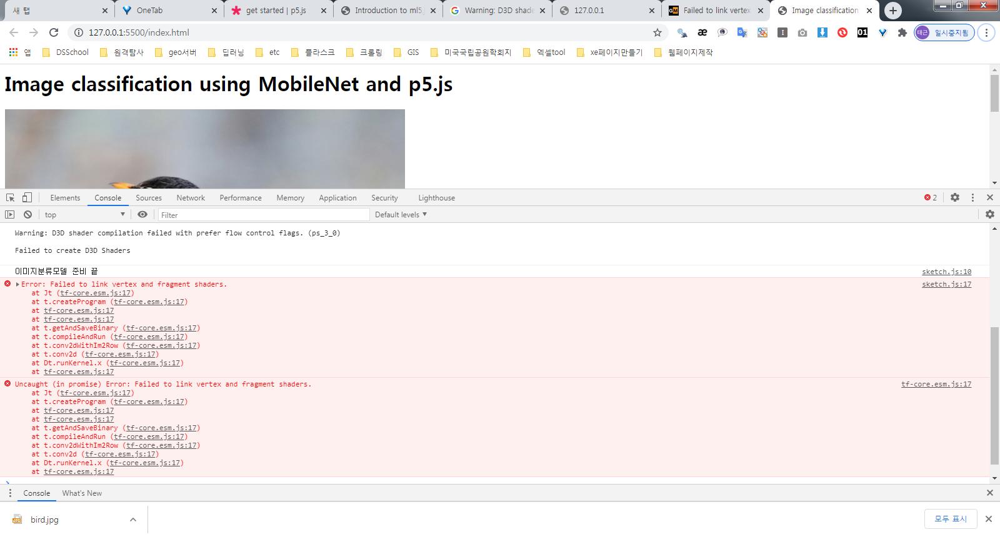 새 탭
OneTab
get started | p5.js
Introduction to ml5.
Warning: D3D shade
127.0.0.1
GM
Failed to link vertex
Image classification
127.0.0.1:5500/index.html
æ
I
01
태근 일시중지됨
앱
DSSchool
원격탐사
geo서버
딥러닝
etc
플라스크
크롤링
GIS
미국국립공원학회지
엑셀tool
xe페이지만들기
웹페이지제작
Image classification using MobileNet and p5.js
Elements Console Sources Network Performance Memory Application Security Lighthouse 2
top Filter Default levels
Warning: D3D shader compilation failed with prefer flow control flags. (ps_3_0)
Failed to create D3D Shaders
이미지분류모델 준비 끝 sketch.js:10
Error: Failed to link vertex and fragment shaders. sketch.js:17
at Jt (tf-core.esm.js:17)
at t.createProgram (tf-core.esm.js:17)
at tf-core.esm.js:17
at tf-core.esm.js:17
at t.getAndSaveBinary (tf-core.esm.js:17)
at t.compileAndRun (tf-core.esm.js:17)
at t.conv2dWithIm2Row (tf-core.esm.js:17)
at t.conv2d (tf-core.esm.js:17)
at Dt.runKernel.x (tf-core.esm.js:17)
at tf-core.esm.js:17
Uncaught (in promise) Error: Failed to link vertex and fragment shaders. tf-core.esm.js:17
at Jt (tf-core.esm.js:17)
at t.createProgram (tf-core.esm.js:17)
at tf-core.esm.js:17
at tf-core.esm.js:17
at t.getAndSaveBinary (tf-core.esm.js:17)
at t.compileAndRun (tf-core.esm.js:17)
at t.conv2dWithIm2Row (tf-core.esm.js:17)
at t.conv2d (tf-core.esm.js:17)
at Dt.runKernel.x (tf-core.esm.js:17)
at tf-core.esm.js:17
Console What's New
JPG
bird.jpg
모두 표시